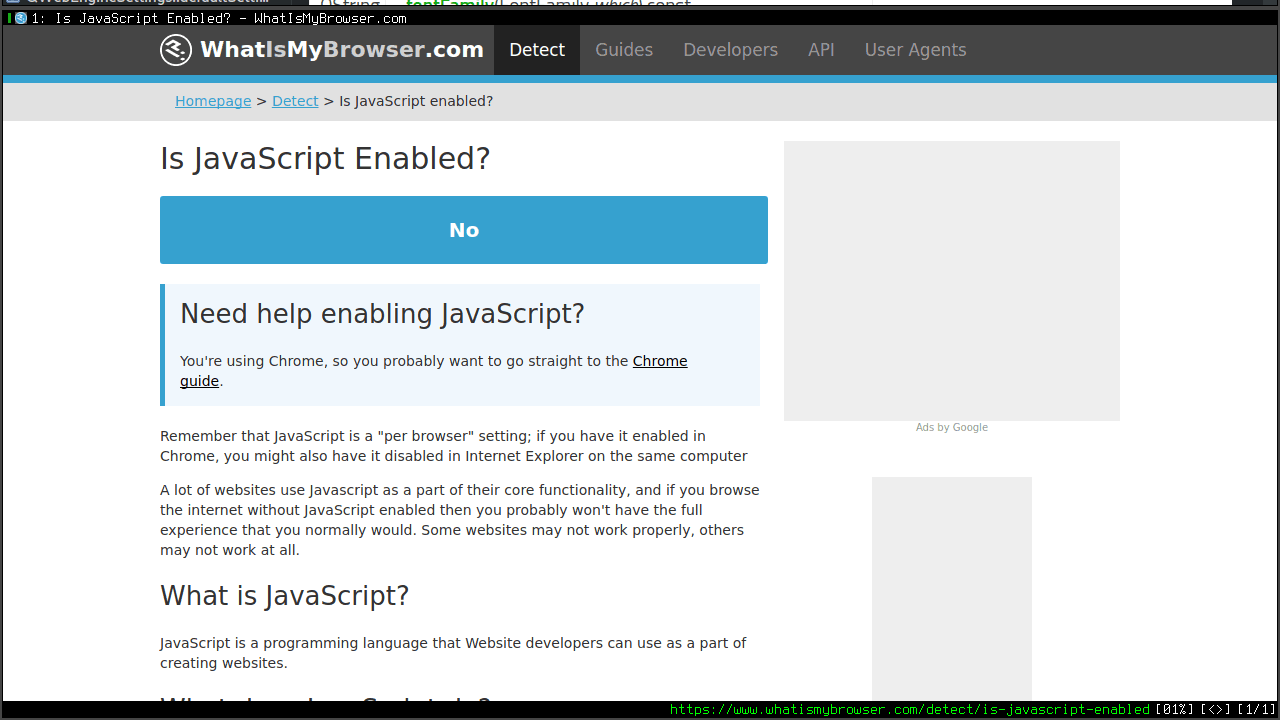 1: Is JavaScript Enabled? - WhatIsMyBrowser.com
WhatIsMyBrowser.com Detect Guides Developers API User Agents
Homepage > Detect > Is JavaScript enabled?
Is JavaScript Enabled?
No
Need help enabling JavaScript?
You're using Chrome, so you probably want to go straight to the Chrome
guide.
Ads by Google
Remember that JavaScript is a "per browser" setting; if you have it enabled in
Chrome, you might also have it disabled in Internet Explorer on the same computer
A lot of websites use Javascript as a part of their core functionality, and if you browse
the internet without JavaScript enabled then you probably won't have the full
experience that you normally would. Some websites may not work properly, others
may not work at all.
What is JavaScript?
JavaScript is a programming language that Website developers can use as a part of
creating websites.
https://www.whatismybrowser.com/detect/is-javascript-enabled [01%] [<>] [1/1]